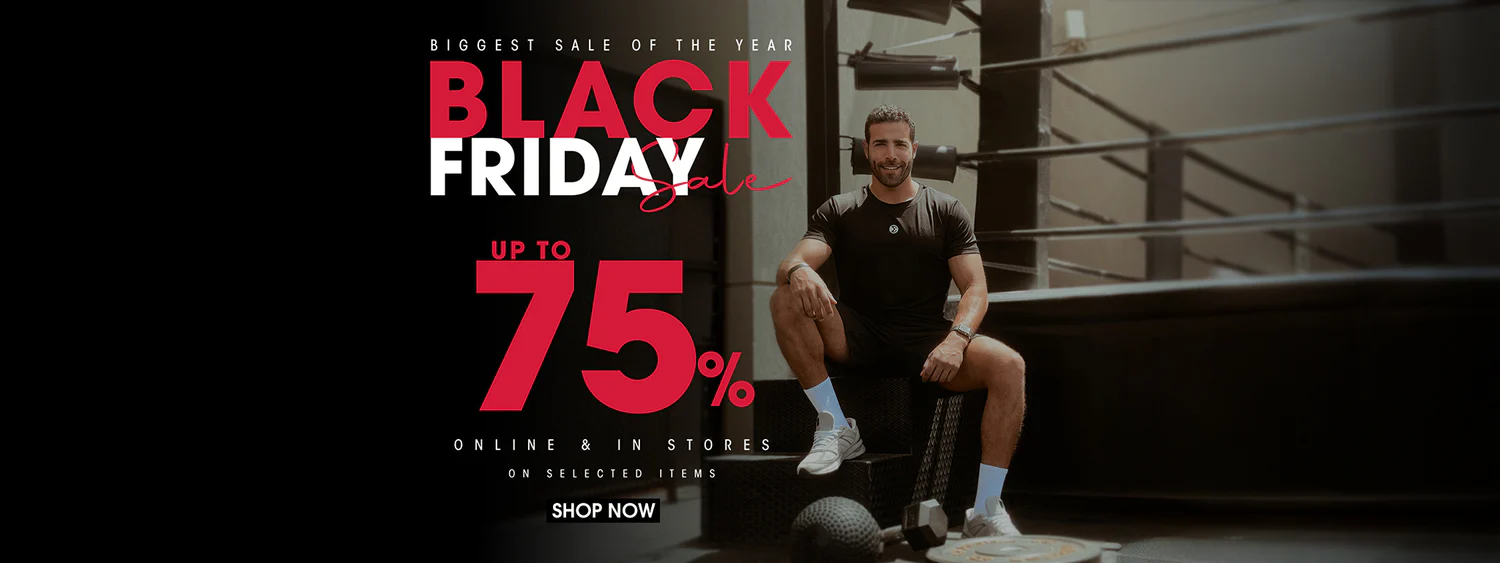 BIGGEST SALE OF THE YEAR
BLACK
FRIDAY Sale
UP TO
75%
ONLINE & IN STORES
ON SELECTED ITEMS
SHOP NOW